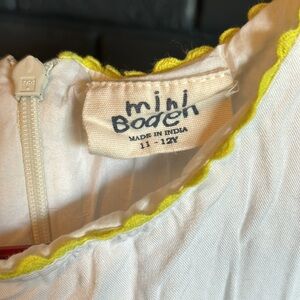 mini
Boden
MADE IN INDIA
11 - 12Y